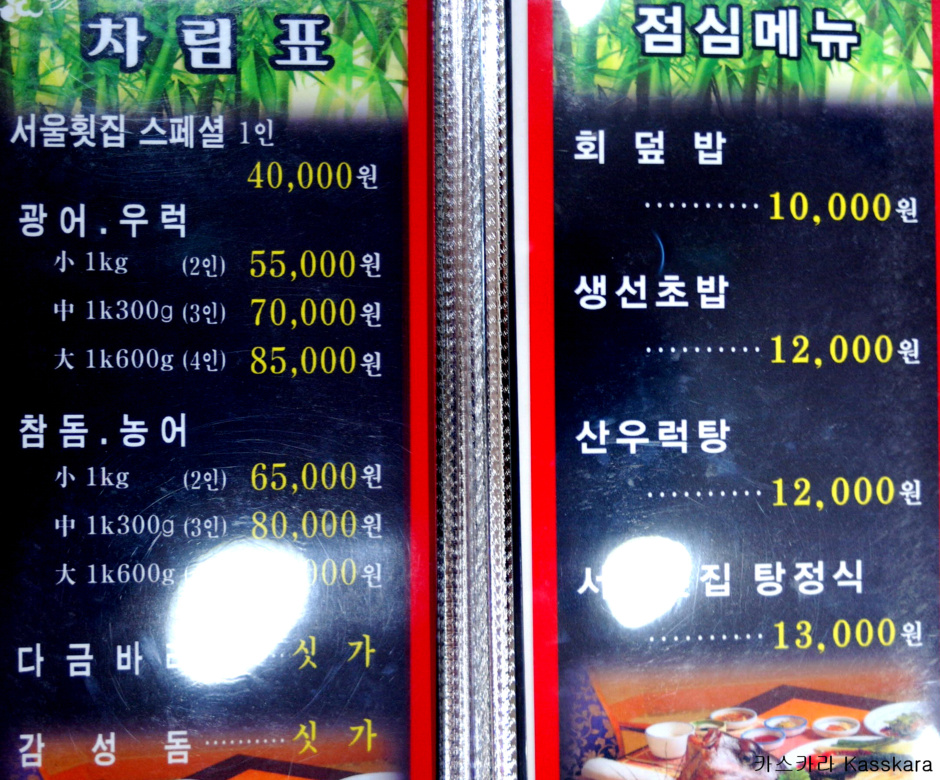 차림표
서울횟집 스페셜 1인
40,000원
광어.우럭
小 1kg (2인) 55,000원
中 1k300g (3인) 70,000원
大 1k600g (4인) 85,000원
참돔.농어
小 1kg (2인) 65,000원
中 1k300g (3인) 80,000원
大 1k600g
다금바 싯가
감성돔 ·········· 싯가
점심메뉴
회덮밥
·········· 10,000원
생선초밥
·········· 12,000원
산우럭탕
·········· 12,000원
탕정식
·········· 13,000원
카스카라 Kasskara